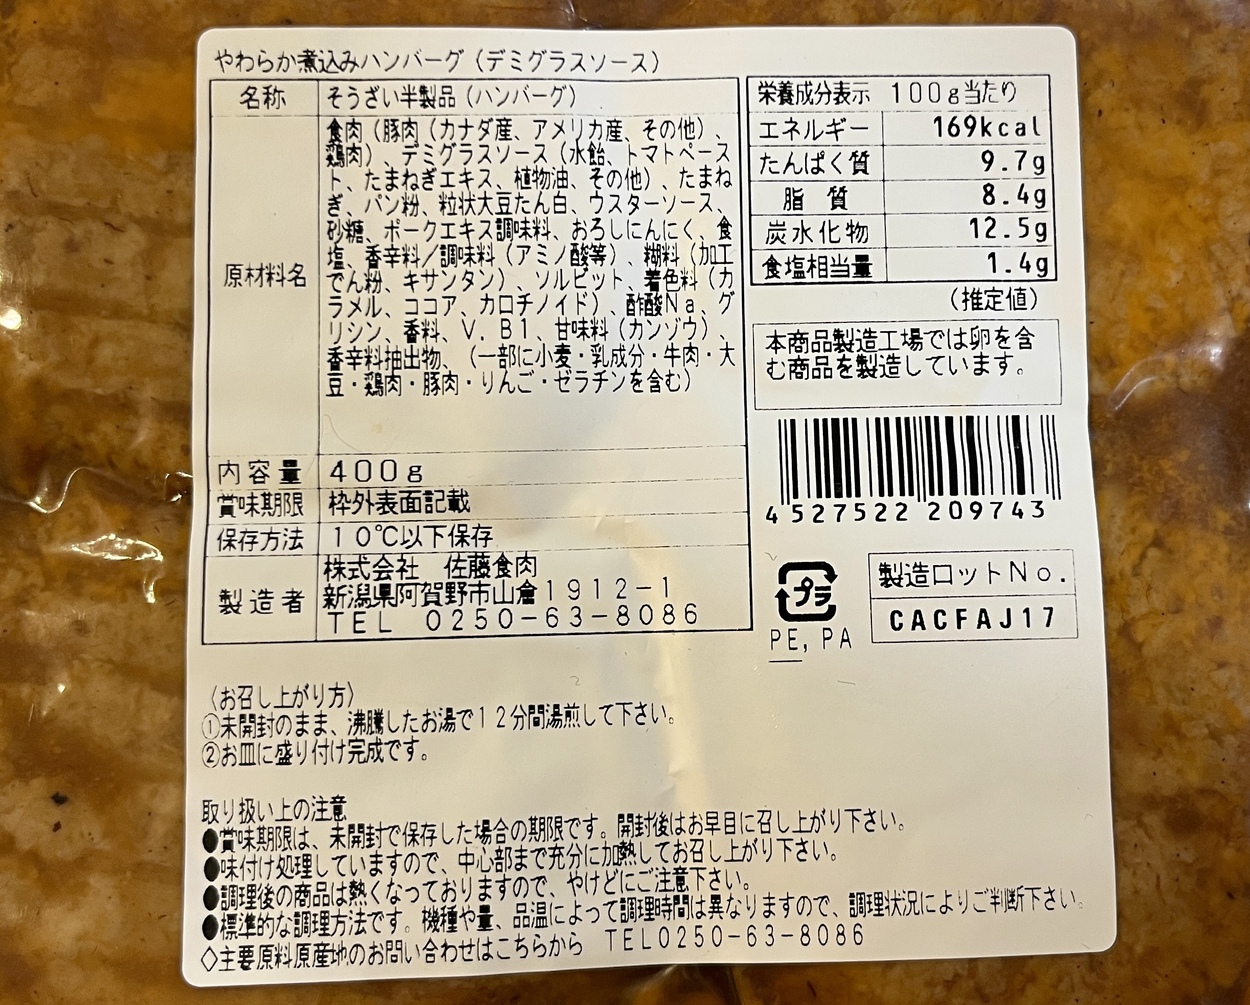 やわらか煮込みハンバーグ（デミグラスソース）
名称 そうざい半製品（ハンバーグ）
原材料名
食肉（豚肉（カナダ産、アメリカ産、その他）、
鶏肉）、デミグラスソース（水飴、トマトペース
ト、たまねぎエキス、植物油、その他）、たまね
ぎ、パン粉、粒状大豆たん白、ウスターソース、
砂糖、ポークエキス調味料、おろしにんにく、食
塩、香辛料／調味料（アミノ酸等）、糊料（加工
でん粉、キサンタン）、ソルビット、着色料（カ
ラメル、ココア、カロチノイド）、酢酸Ｎａ、グ
リシン、香料、Ｖ．Ｂ１、甘味料（カンゾウ）、
香辛料抽出物、（一部に小麦・乳成分・牛肉・大
豆・鶏肉・豚肉・りんご・ゼラチンを含む）
内容量 ４００ｇ
賞味期限 枠外表面記載
保存方法 １０℃以下保存
製造者
株式会社　佐藤食肉
新潟県阿賀野市山倉１９１２－１
ＴＥＬ　０２５０－６３－８０８６
栄養成分表示　１００ｇ当たり
エネルギー 169kcal
たんぱく質 9.7g
脂質 8.4g
炭水化物 12.5g
食塩相当量 1.4g
（推定値）
本商品製造工場では卵を含
む商品を製造しています。
4 527522 209743
プラ
PE, PA
製造ロットＮｏ．
CACFAJ17
〈お召し上がり方〉
①未開封のまま、沸騰したお湯で１２分間湯煎して下さい。
②お皿に盛り付け完成です。
取り扱い上の注意
●賞味期限は、未開封で保存した場合の期限です。開封後はお早目に召し上がり下さい。
●味付け処理していますので、中心部まで充分に加熱してお召し上がり下さい。
●調理後の商品は熱くなっておりますので、やけどにご注意下さい。
●標準的な調理方法です。機種や量、品温によって調理時間は異なりますので、調理状況によりご判断下さい。
◇主要原料原産地のお問い合わせはこちらから　ＴＥＬ０２５０－６３－８０８６